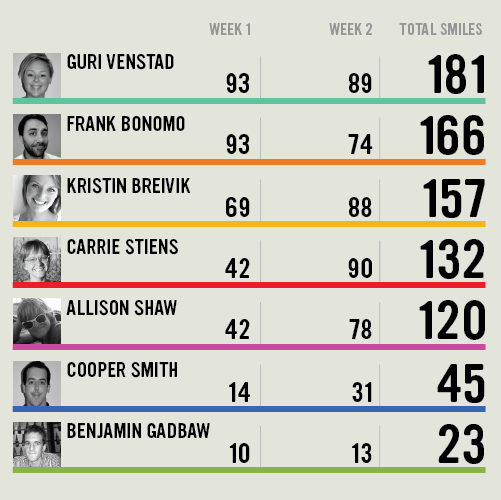 WEEK 1 WEEK 2 TOTAL SMILES
GURI VENSTAD
93 89 181
FRANK BONOMO
93 74 166
KRISTIN BREIVIK
69 88 157
CARRIE STIENS
42 90 132
ALLISON SHAW
42 78 120
COOPER SMITH
14 31 45
BENJAMIN GADBAW
10 13 23